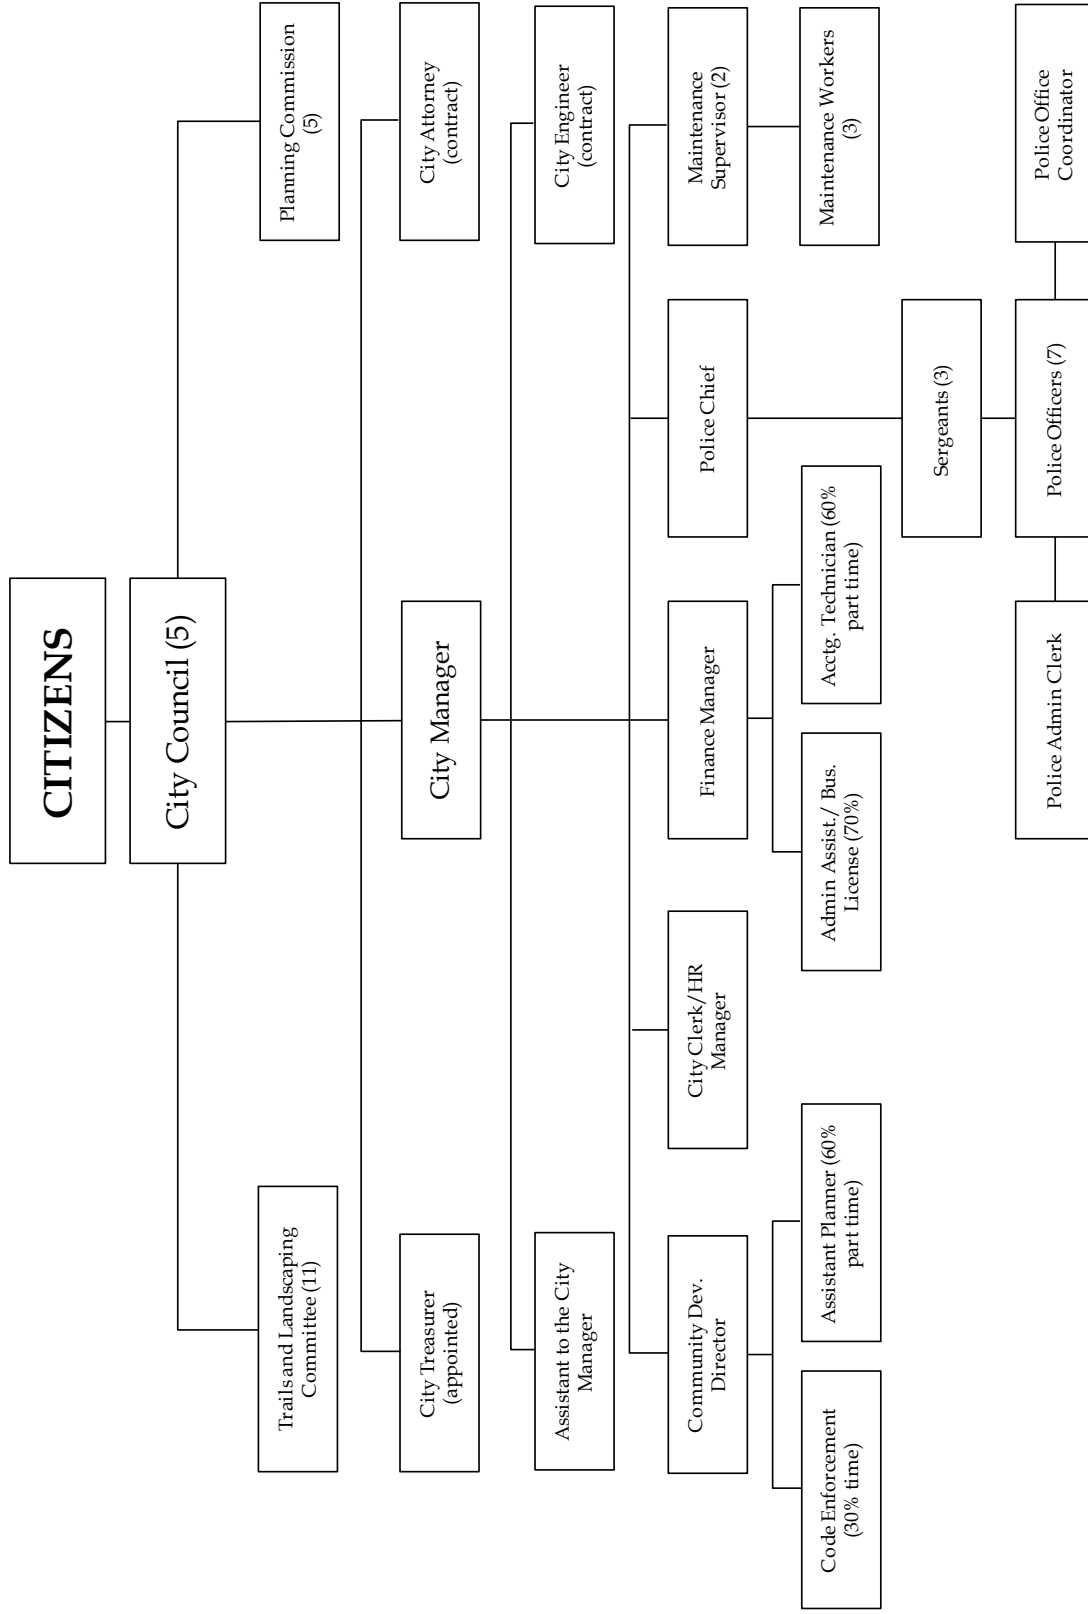 CITIZENS
City Council (5)
Trails and Landscaping
Committee (11)
Planning Commission
(5)
City Treasurer
(appointed)
City Manager
City Attorney
(contract)
Assistant to the City
Manager
City Engineer
(contract)
Community Dev.
Director
City Clerk/HR
Manager
Finance Manager
Police Chief
Maintenance
Supervisor (2)
Code Enforcement
(30% time)
Assistant Planner (60%
part time)
Admin Assist./ Bus.
License (70%)
Acctg. Technician (60%
part time)
Maintenance Workers
(3)
Sergeants (3)
Police Admin Clerk
Police Officers (7)
Police Office
Coordinator